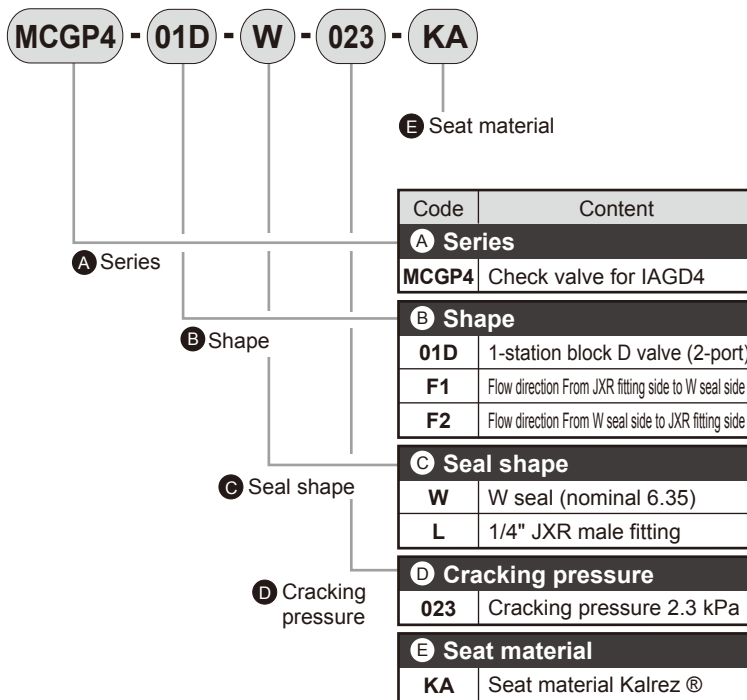 MCGP4 - 01D - W - 023 - KA
E Seat material
A Series
B Shape
C Seal shape
D Cracking
pressure
Code Content
A Series
MCGP4 Check valve for IAGD4
B Shape
01D 1-station block D valve (2-port)
F1 Flow direction From JXR fitting side to W seal side
F2 Flow direction From W seal side to JXR fitting side
C Seal shape
W W seal (nominal 6.35)
L 1/4" JXR male fitting
D Cracking pressure
023 Cracking pressure 2.3 kPa
E Seat material
KA Seat material Kalrez ®